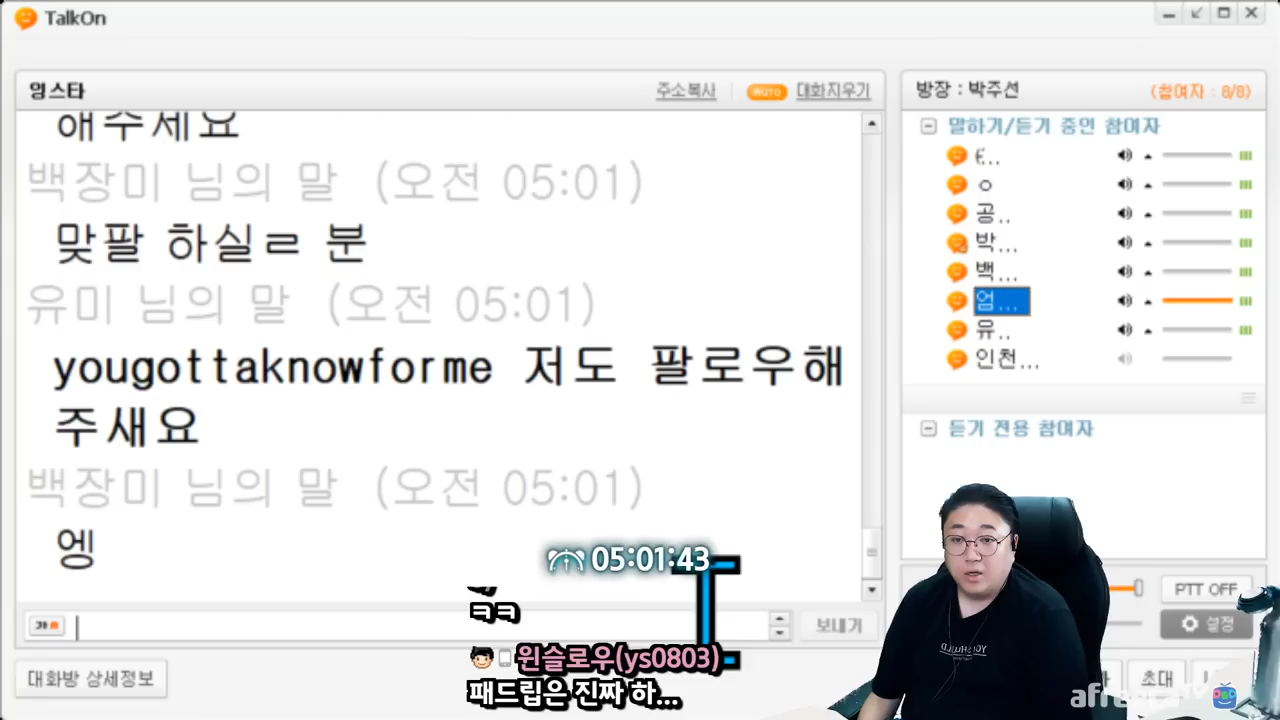 TalkOn
잉스타
주소복사
AUTO
대화지우기
해주세요
백장미 님의 말 (오전 05:01)
맞팔 하실ㄹ 분
유미 님의 말 (오전 05:01)
yougottaknowforme 저도 팔로우해
주새요
백장미 님의 말 (오전 05:01)
엥
05:01:43
ㅋㅋ
윈슬로우(ys0803)
패드립은 진짜 하...
보내기
대화방 상세정보
방장 : 박주선
(참여자 : 8/8)
말하기/듣기 중인 참여자
ㅇ
공..
박...
백...
엄...
유..
인천...
듣기 전용 참여자
PTT OFF
설정
초대